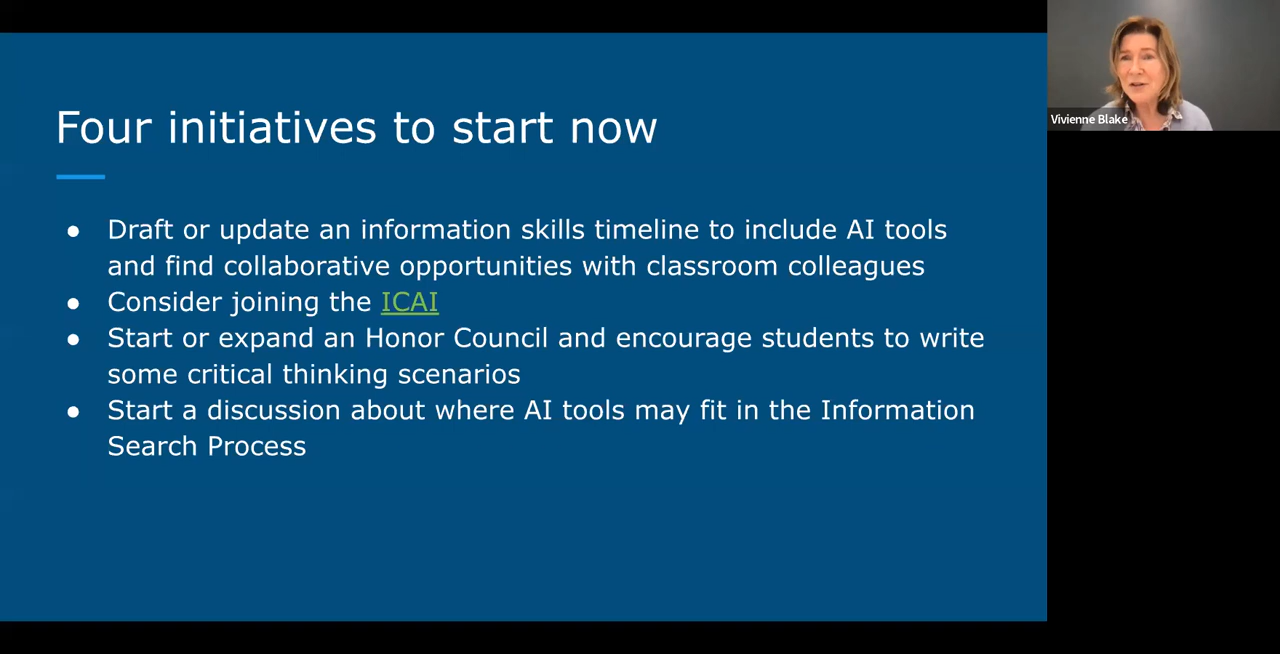 Four initiatives to start now
● Draft or update an information skills timeline to include AI tools
and find collaborative opportunities with classroom colleagues
● Consider joining the ICAI
● Start or expand an Honor Council and encourage students to write
some critical thinking scenarios
● Start a discussion about where AI tools may fit in the Information
Search Process
Vivienne Blake